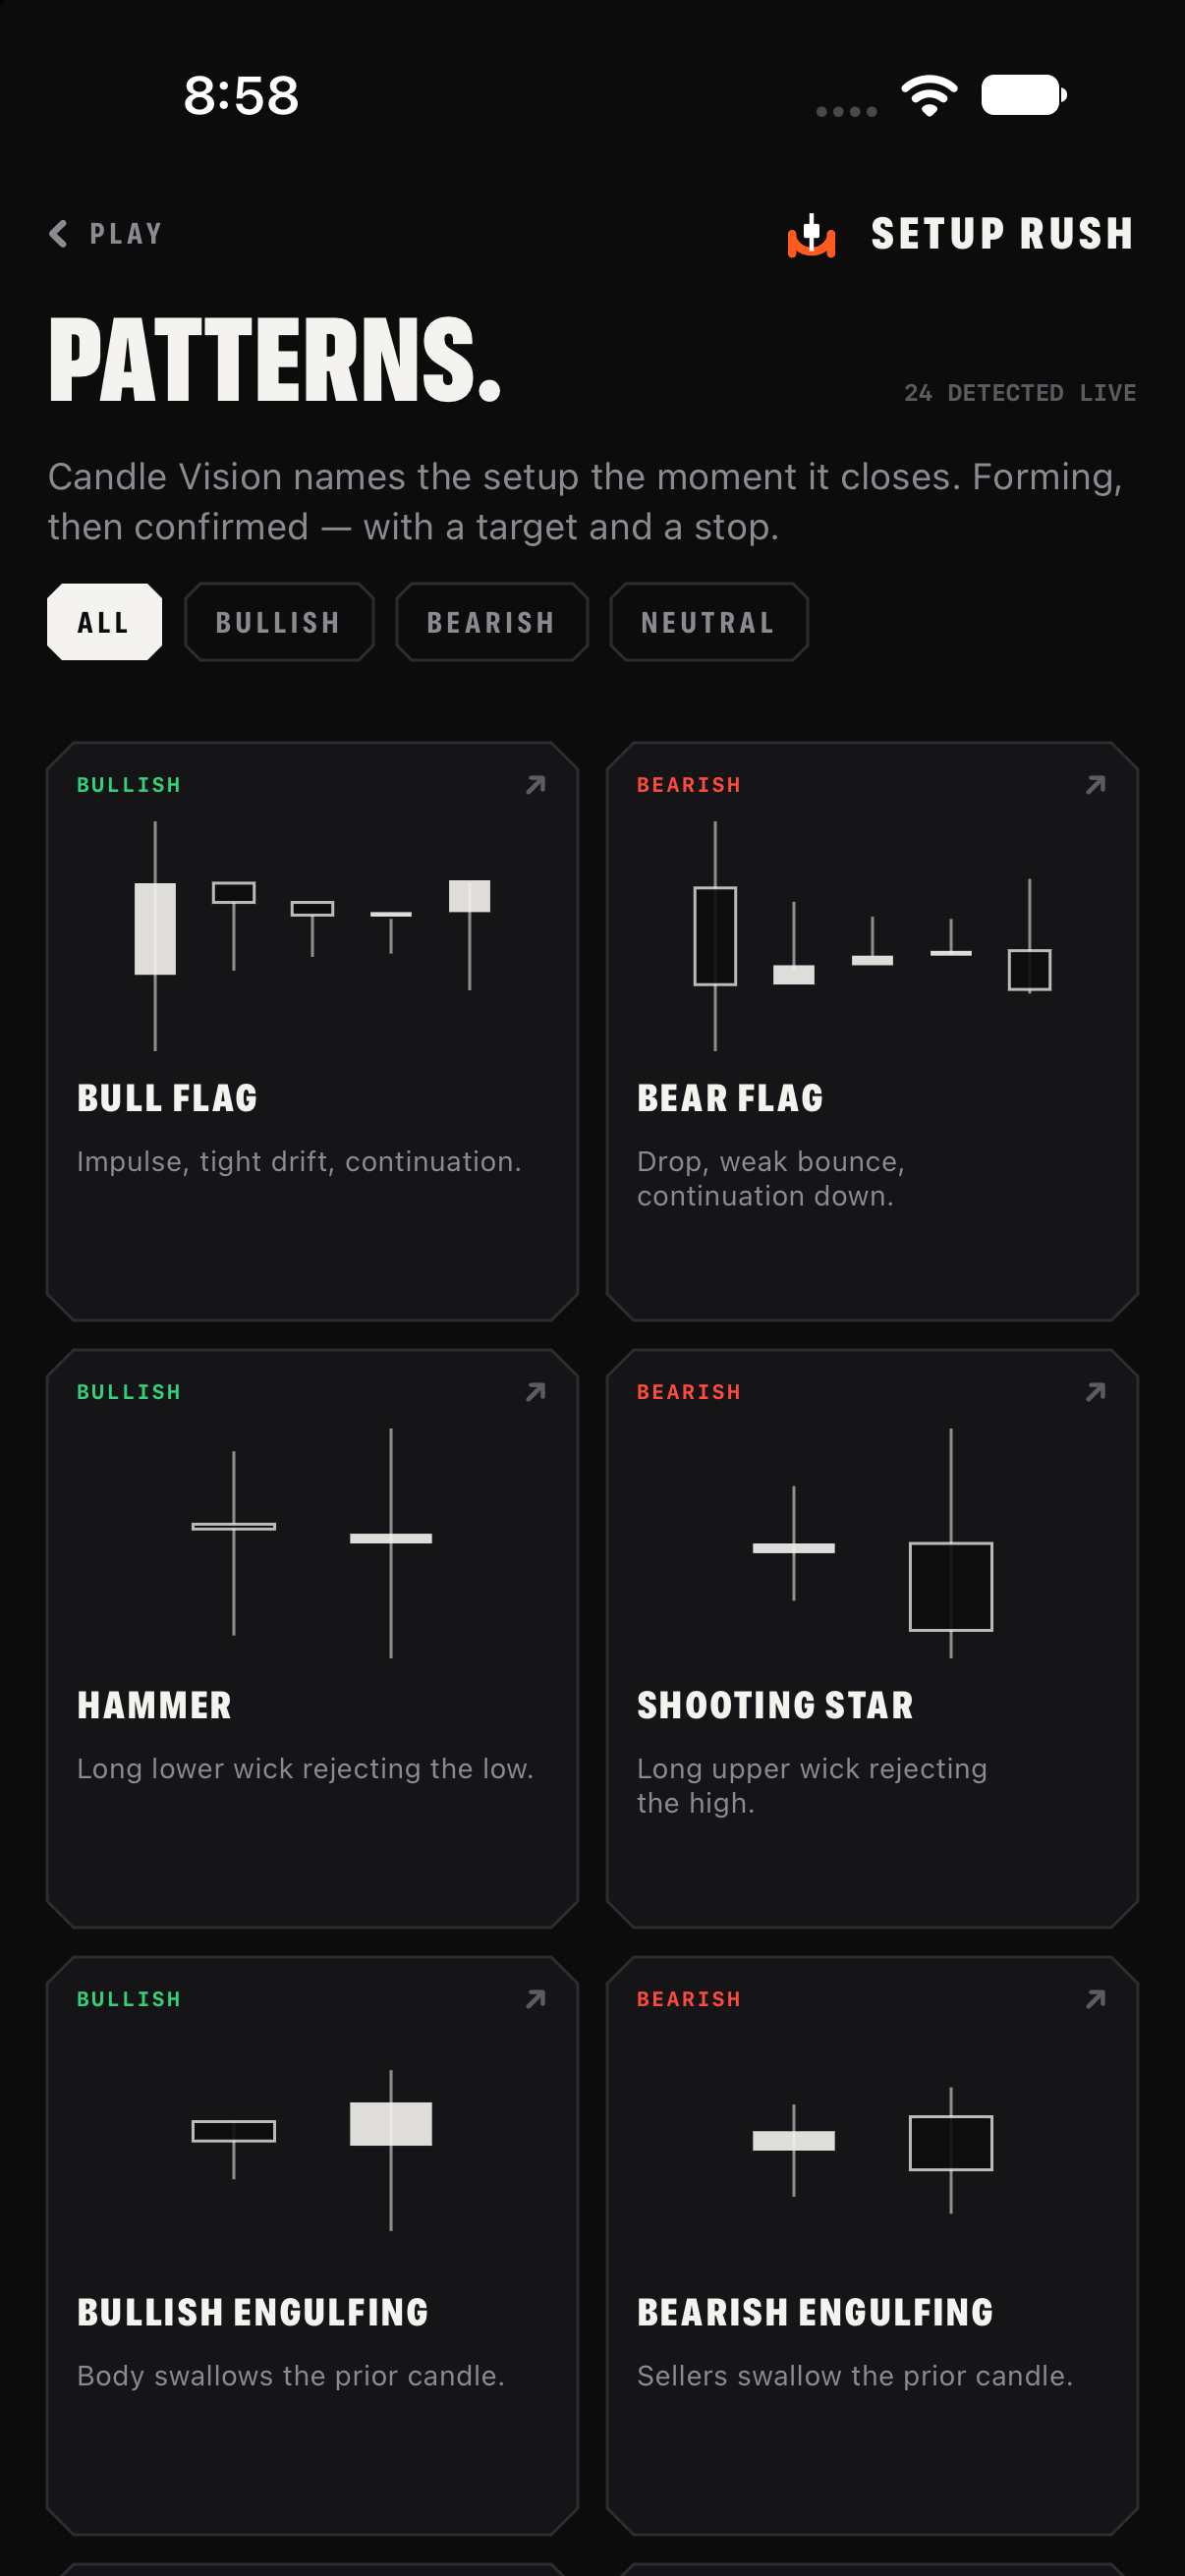 8:58
PLAY
SETUP RUSH
PATTERNS.
24 DETECTED LIVE
Candle Vision names the setup the moment it closes. Forming,
then confirmed — with a target and a stop.
ALL
BULLISH
BEARISH
NEUTRAL
BULLISH
BULL FLAG
Impulse, tight drift, continuation.
BEARISH
BEAR FLAG
Drop, weak bounce,
continuation down.
BULLISH
HAMMER
Long lower wick rejecting the low.
BEARISH
SHOOTING STAR
Long upper wick rejecting
the high.
BULLISH
BULLISH ENGULFING
Body swallows the prior candle.
BEARISH
BEARISH ENGULFING
Sellers swallow the prior candle.